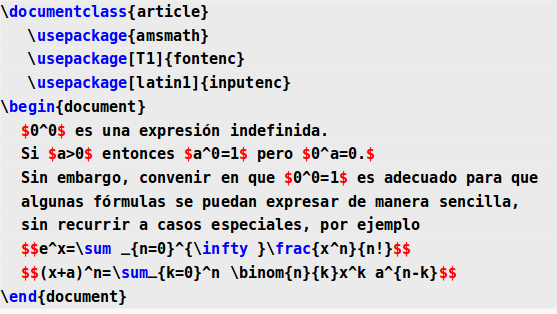 \documentclass{article}
\usepackage{amsmath}
\usepackage[T1]{fontenc}
\usepackage[latin1]{inputenc}
\begin{document}
$0^0$ es una expresión indefinida.
Si $a>0$ entonces $a^0=1$ pero $0^a=0.$
Sin embargo, convenir en que $0^0=1$ es adecuado para que
algunas fórmulas se puedan expresar de manera sencilla,
sin recurrir a casos especiales, por ejemplo
$$e^x=\sum _{n=0}^{\infty }\frac{x^n}{n!}$$
$$(x+a)^n=\sum_{k=0}^n \binom{n}{k}x^k a^{n-k}$$
\end{document}